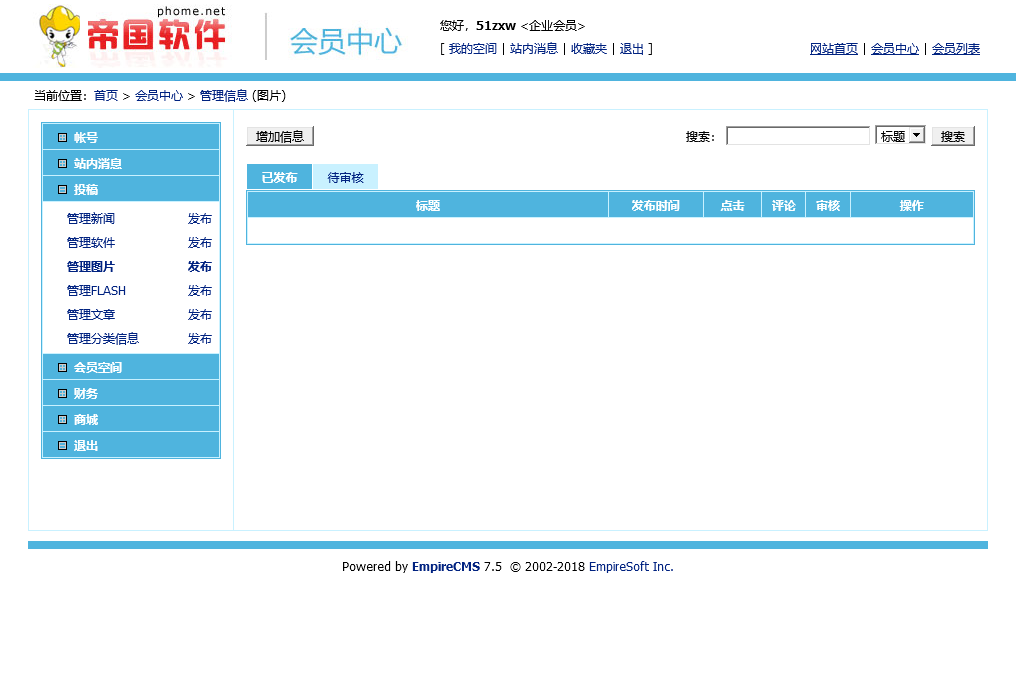 phome.net
帝国软件
会员中心
您好，51zxw <企业会员>
[ 我的空间 | 站内消息 | 收藏夹 | 退出 ]
网站首页 | 会员中心 | 会员列表
当前位置：首页 > 会员中心 > 管理信息 (图片)
帐号
站内消息
投稿
管理新闻 发布
管理软件 发布
管理图片 发布
管理FLASH 发布
管理文章 发布
管理分类信息 发布
会员空间
财务
商城
退出
增加信息
搜索： 标题 搜索
已发布 待审核
标题 发布时间 点击 评论 审核 操作
Powered by EmpireCMS 7.5 © 2002-2018 EmpireSoft Inc.